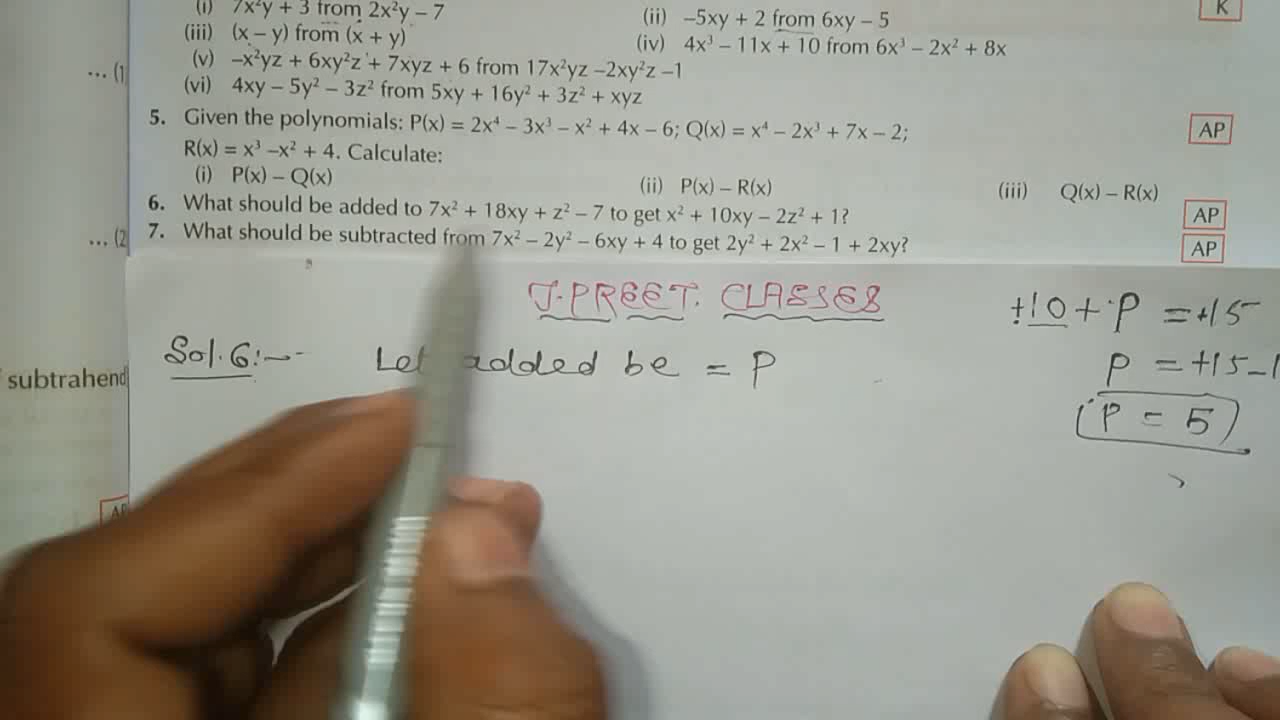 (i) 7x²y + 3 from 2x²y – 7 (ii) –5xy + 2 from 6xy – 5 K
(iii) (x – y) from (x + y) (iv) 4x³ – 11x + 10 from 6x³ – 2x² + 8x
... (1 (v) –x²yz + 6xy²z + 7xyz + 6 from 17x²yz –2xy²z –1
(vi) 4xy – 5y² – 3z² from 5xy + 16y² + 3z² + xyz
5. Given the polynomials: P(x) = 2x⁴ – 3x³ – x² + 4x – 6; Q(x) = x⁴ – 2x³ + 7x – 2; AP
R(x) = x³ –x² + 4. Calculate:
(i) P(x) – Q(x) (ii) P(x) – R(x) (iii) Q(x) – R(x)
6. What should be added to 7x² + 18xy + z² – 7 to get x² + 10xy – 2z² + 1? AP
... (2 7. What should be subtracted from 7x² – 2y² – 6xy + 4 to get 2y² + 2x² – 1 + 2xy? AP
J.PREET. CLASSES
+10 + P = +15
Sol.6:-- Let added be = P
P = +15-1
subtrahend
P = 5